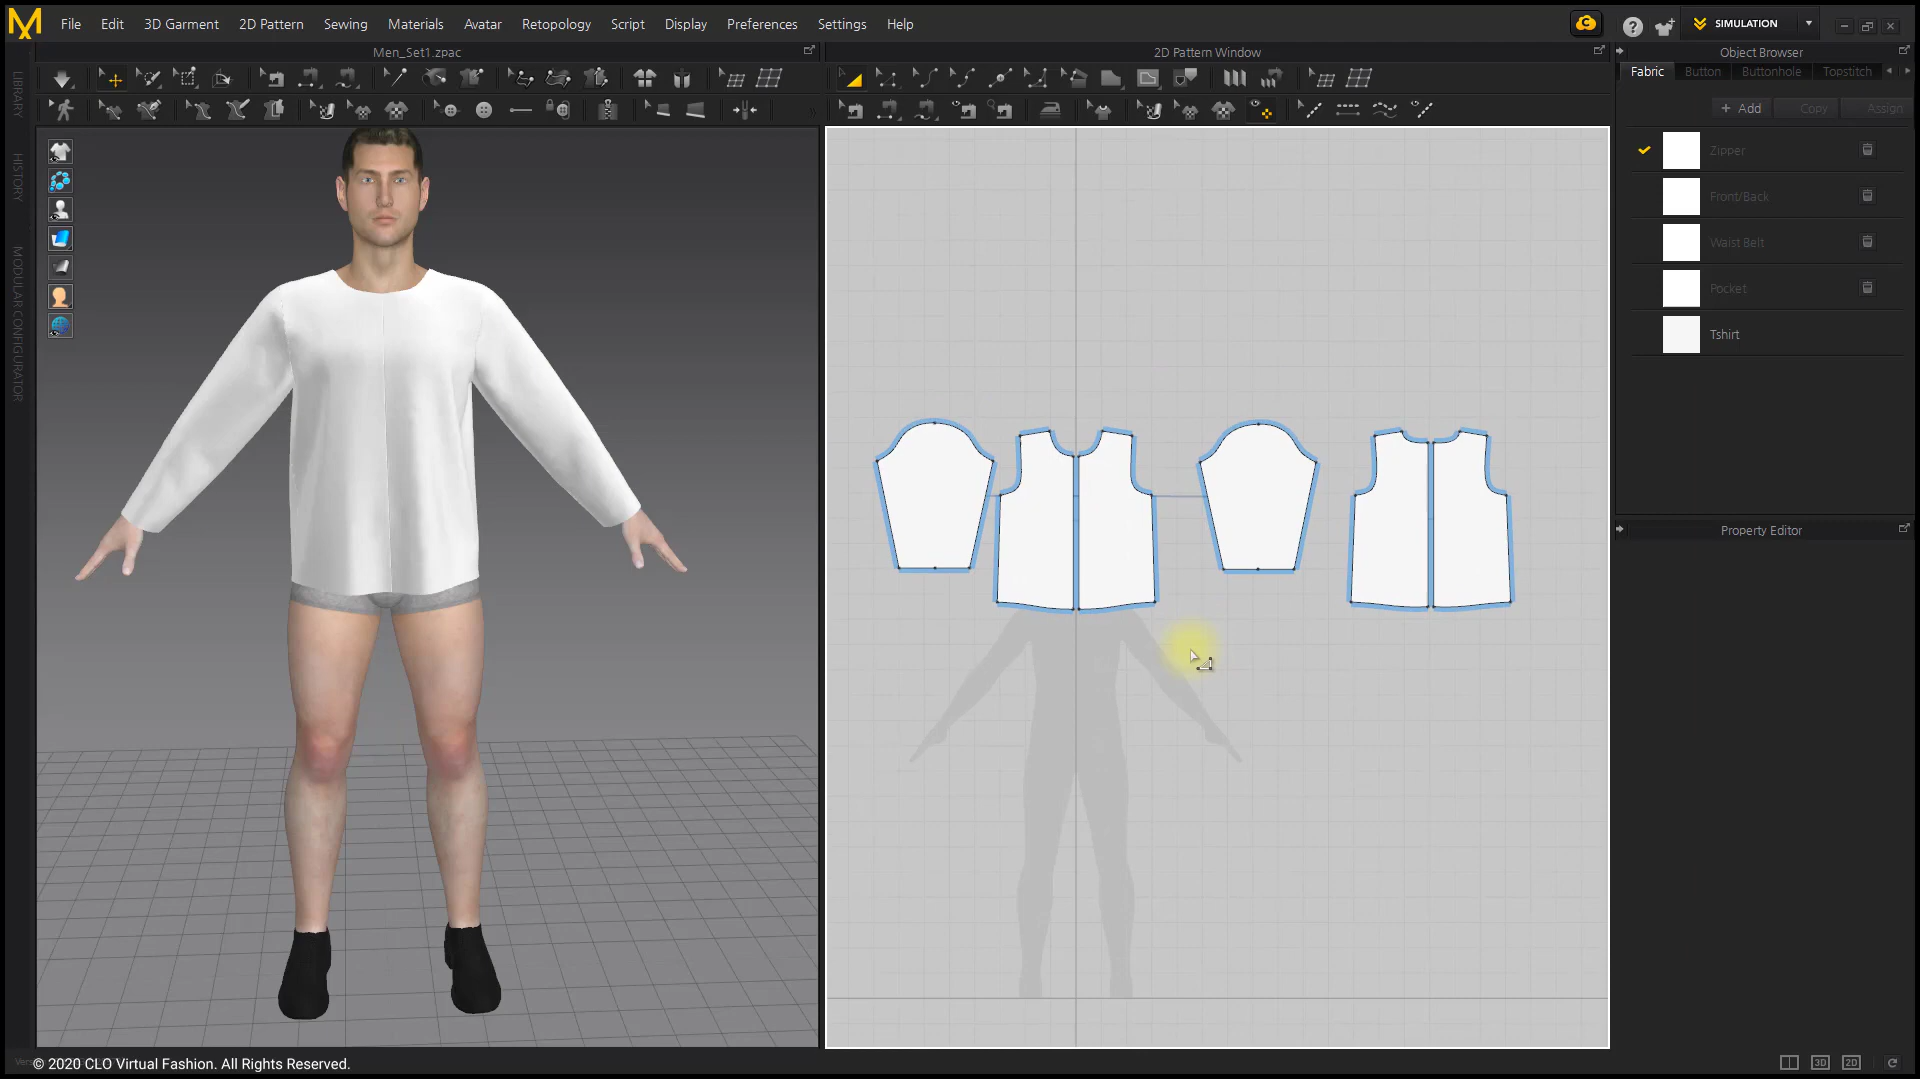 File Edit 3D Garment 2D Pattern Sewing Materials Avatar Retopology Script Display Preferences Settings Help
SIMULATION
Men_Set1.zpac
2D Pattern Window
Object Browser
Fabric Button Buttonhole Topstitch
+ Add Copy Assign
Zipper
Front/Back
Waist Belt
Pocket
Tshirt
Property Editor
LIBRARY
HISTORY
MODULAR CONFIGURATOR
© 2020 CLO Virtual Fashion. All Rights Reserved.
3D 2D